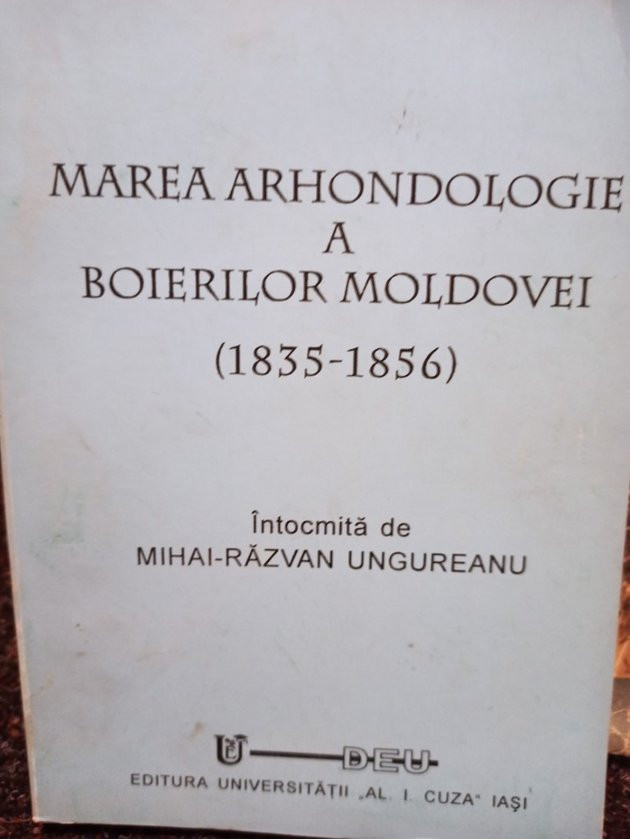 MAREA ARHONDOLOGIE
A
BOIERILOR MOLDOVEI
(1835-1856)
Întocmită de
MIHAI-RĂZVAN UNGUREANU
DEU
EDITURA UNIVERSITĂȚII „AL. I. CUZA“ IAȘI